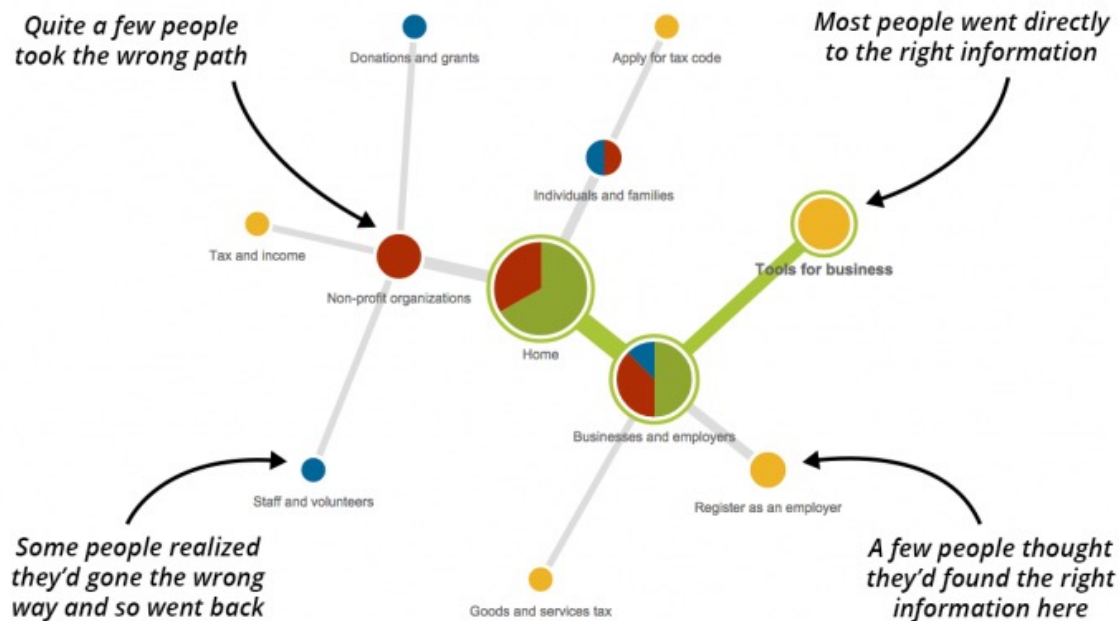 Quite a few people
took the wrong path
Donations and grants
Apply for tax code
Most people went directly
to the right information
Individuals and families
Tax and income
Non-profit organizations
Tools for business
Home
Businesses and employers
Staff and volunteers
Register as an employer
Some people realized
they'd gone the wrong
way and so went back
Goods and services tax
A few people thought
they'd found the right
information here